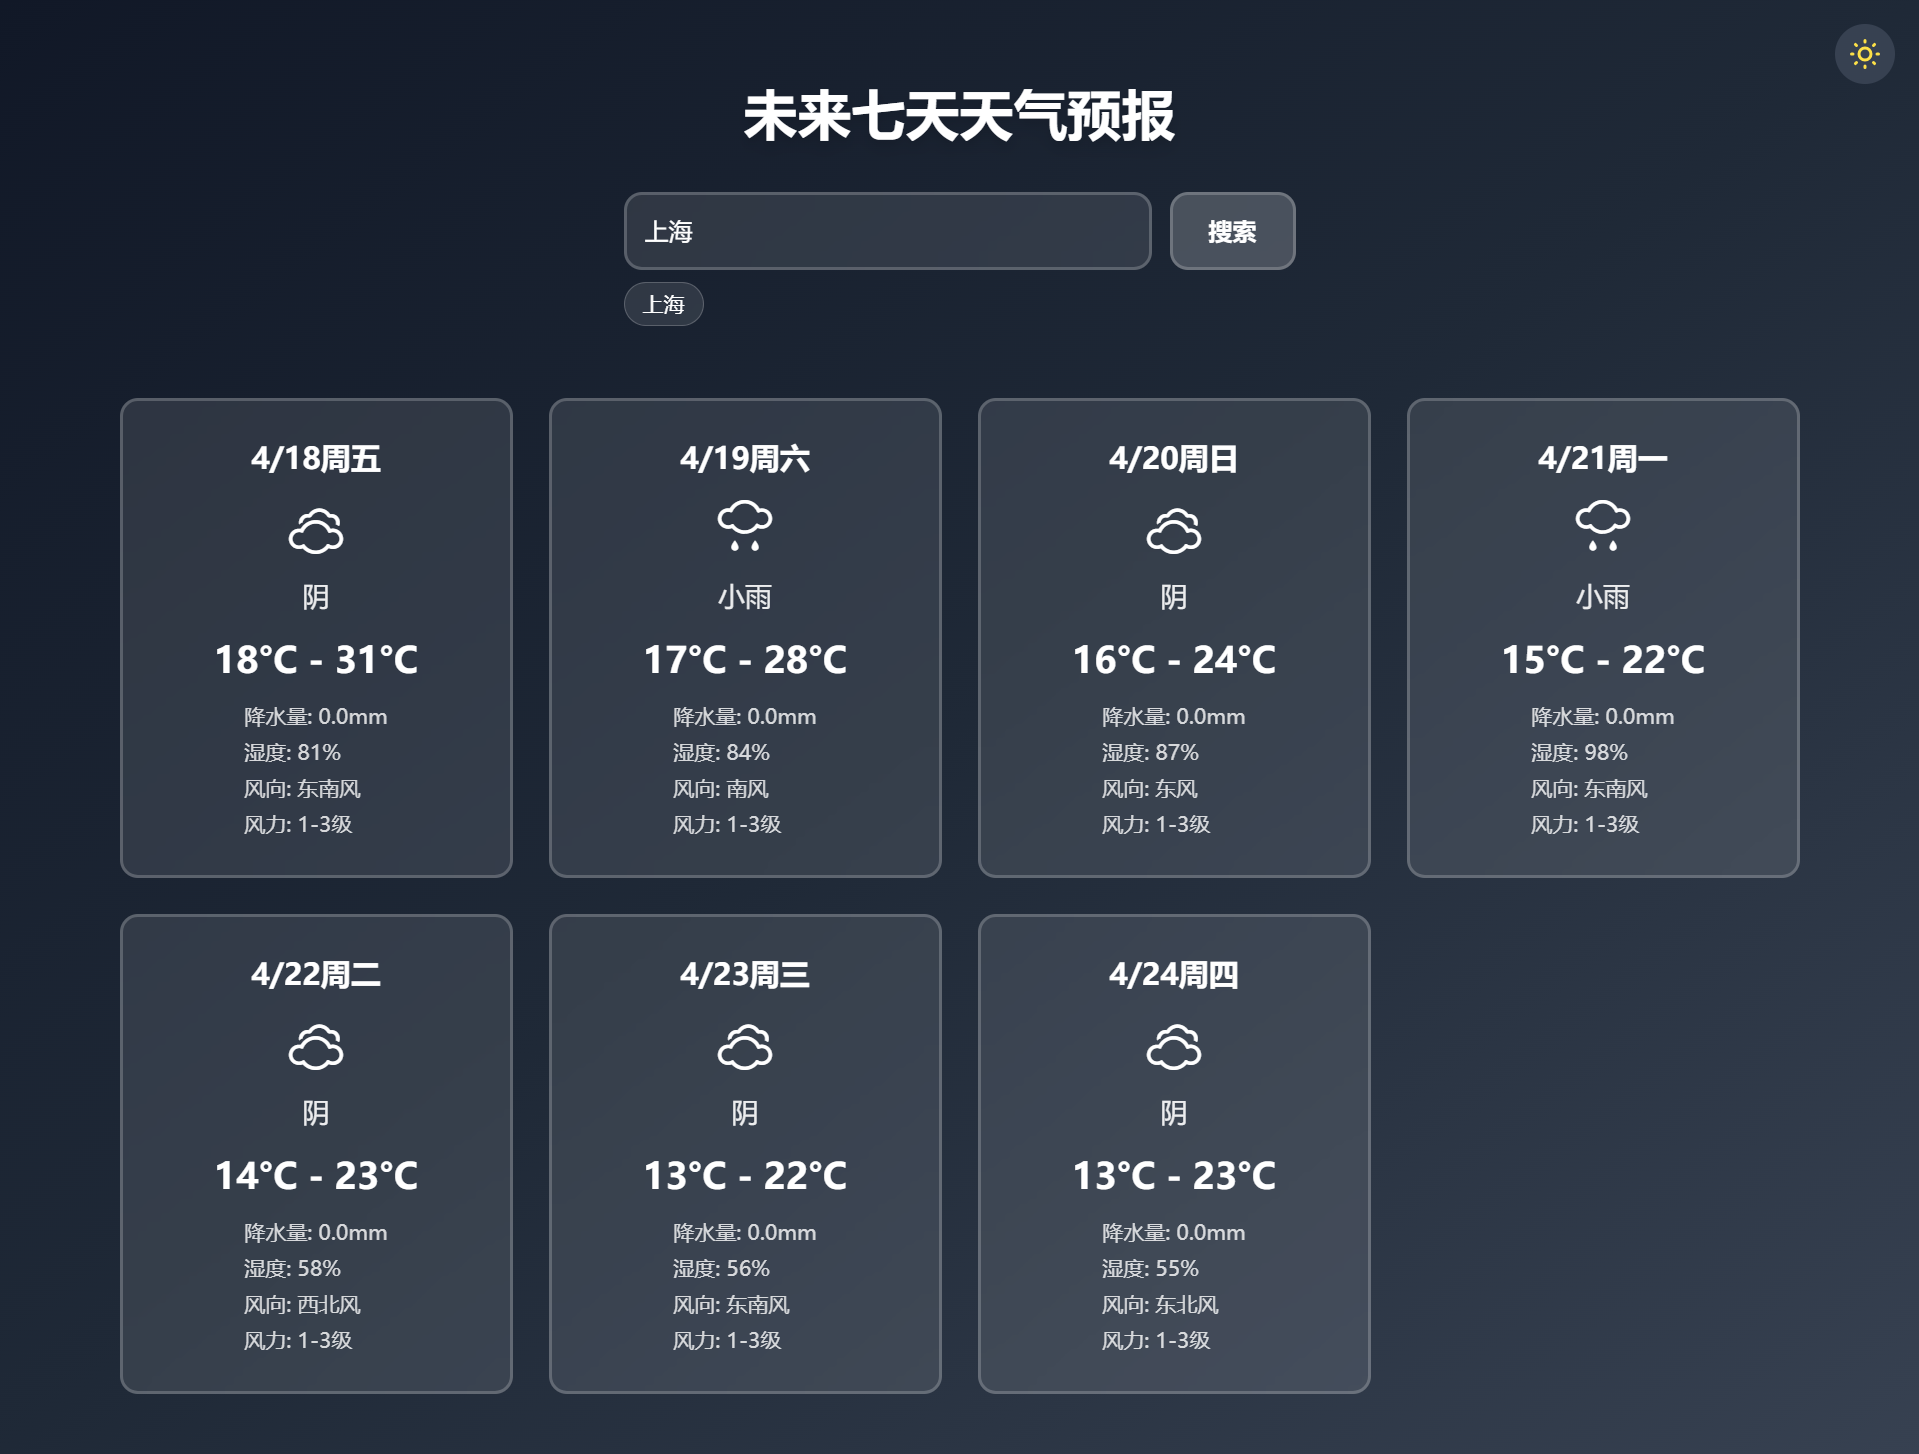 未来七天天气预报
上海
搜索
上海
4/18周五
阴
18°C - 31°C
降水量: 0.0mm
湿度: 81%
风向: 东南风
风力: 1-3级
4/19周六
小雨
17°C - 28°C
降水量: 0.0mm
湿度: 84%
风向: 南风
风力: 1-3级
4/20周日
阴
16°C - 24°C
降水量: 0.0mm
湿度: 87%
风向: 东风
风力: 1-3级
4/21周一
小雨
15°C - 22°C
降水量: 0.0mm
湿度: 98%
风向: 东南风
风力: 1-3级
4/22周二
阴
14°C - 23°C
降水量: 0.0mm
湿度: 58%
风向: 西北风
风力: 1-3级
4/23周三
阴
13°C - 22°C
降水量: 0.0mm
湿度: 56%
风向: 东南风
风力: 1-3级
4/24周四
阴
13°C - 23°C
降水量: 0.0mm
湿度: 55%
风向: 东北风
风力: 1-3级